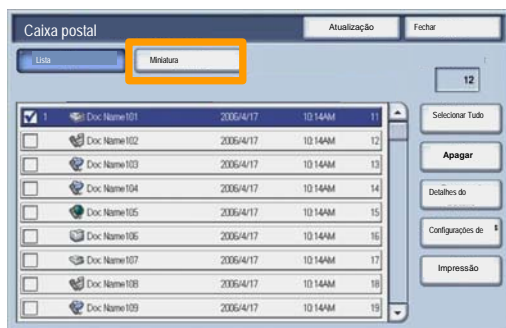 Caixa postal
Atualização
Fechar
Lista
Miniatura
12
Selecionar Tudo
1 Doc Name101 2006/4/17 10:14AM 11
Doc Name102 2006/4/17 10:14AM 12
Apagar
Doc Name103 2006/4/17 10:14AM 13
Doc Name104 2006/4/17 10:14AM 14
Detalhes do
Doc Name105 2006/4/17 10:14AM 15
Configurações de
Doc Name106 2006/4/17 10:14AM 16
Doc Name107 2006/4/17 10:14AM 17
Impressão
Doc Name108 2006/4/17 10:14AM 18
Doc Name109 2006/4/17 10:14AM 19